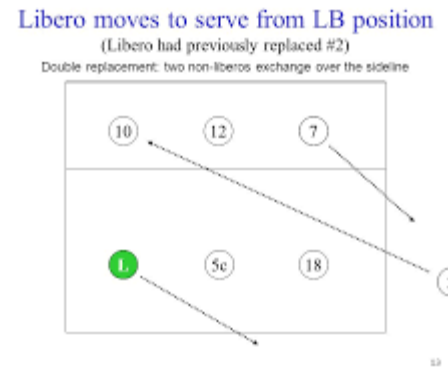 Libero moves to serve from LB position
(Libero had previously replaced #2)
Double replacement: two non-liberos exchange over the sideline
10 12 7
L 5c 18
13